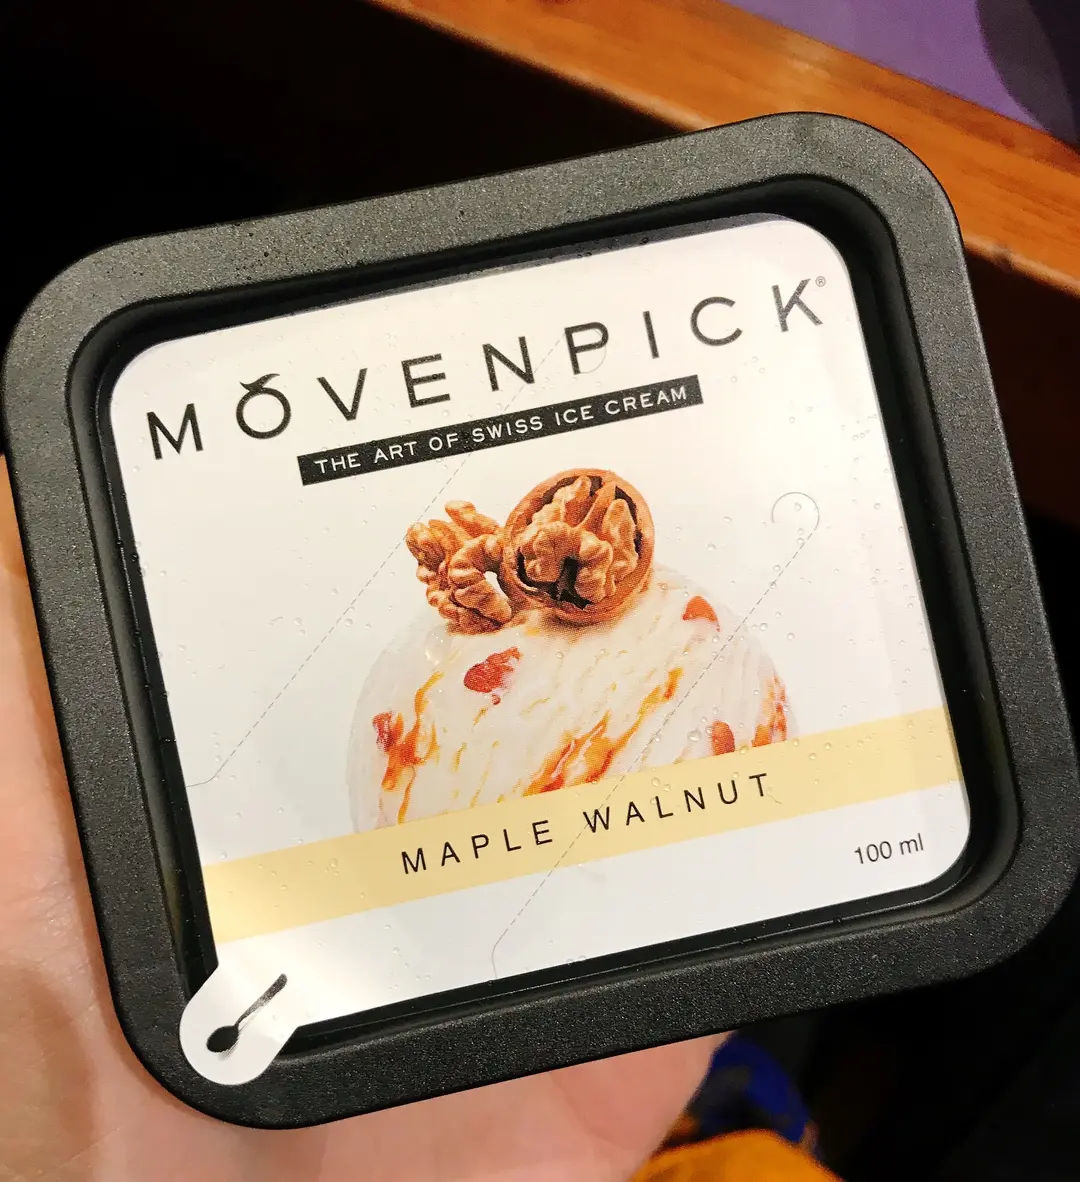 MÖVENPICK®
THE ART OF SWISS ICE CREAM
MAPLE WALNUT
100 ml